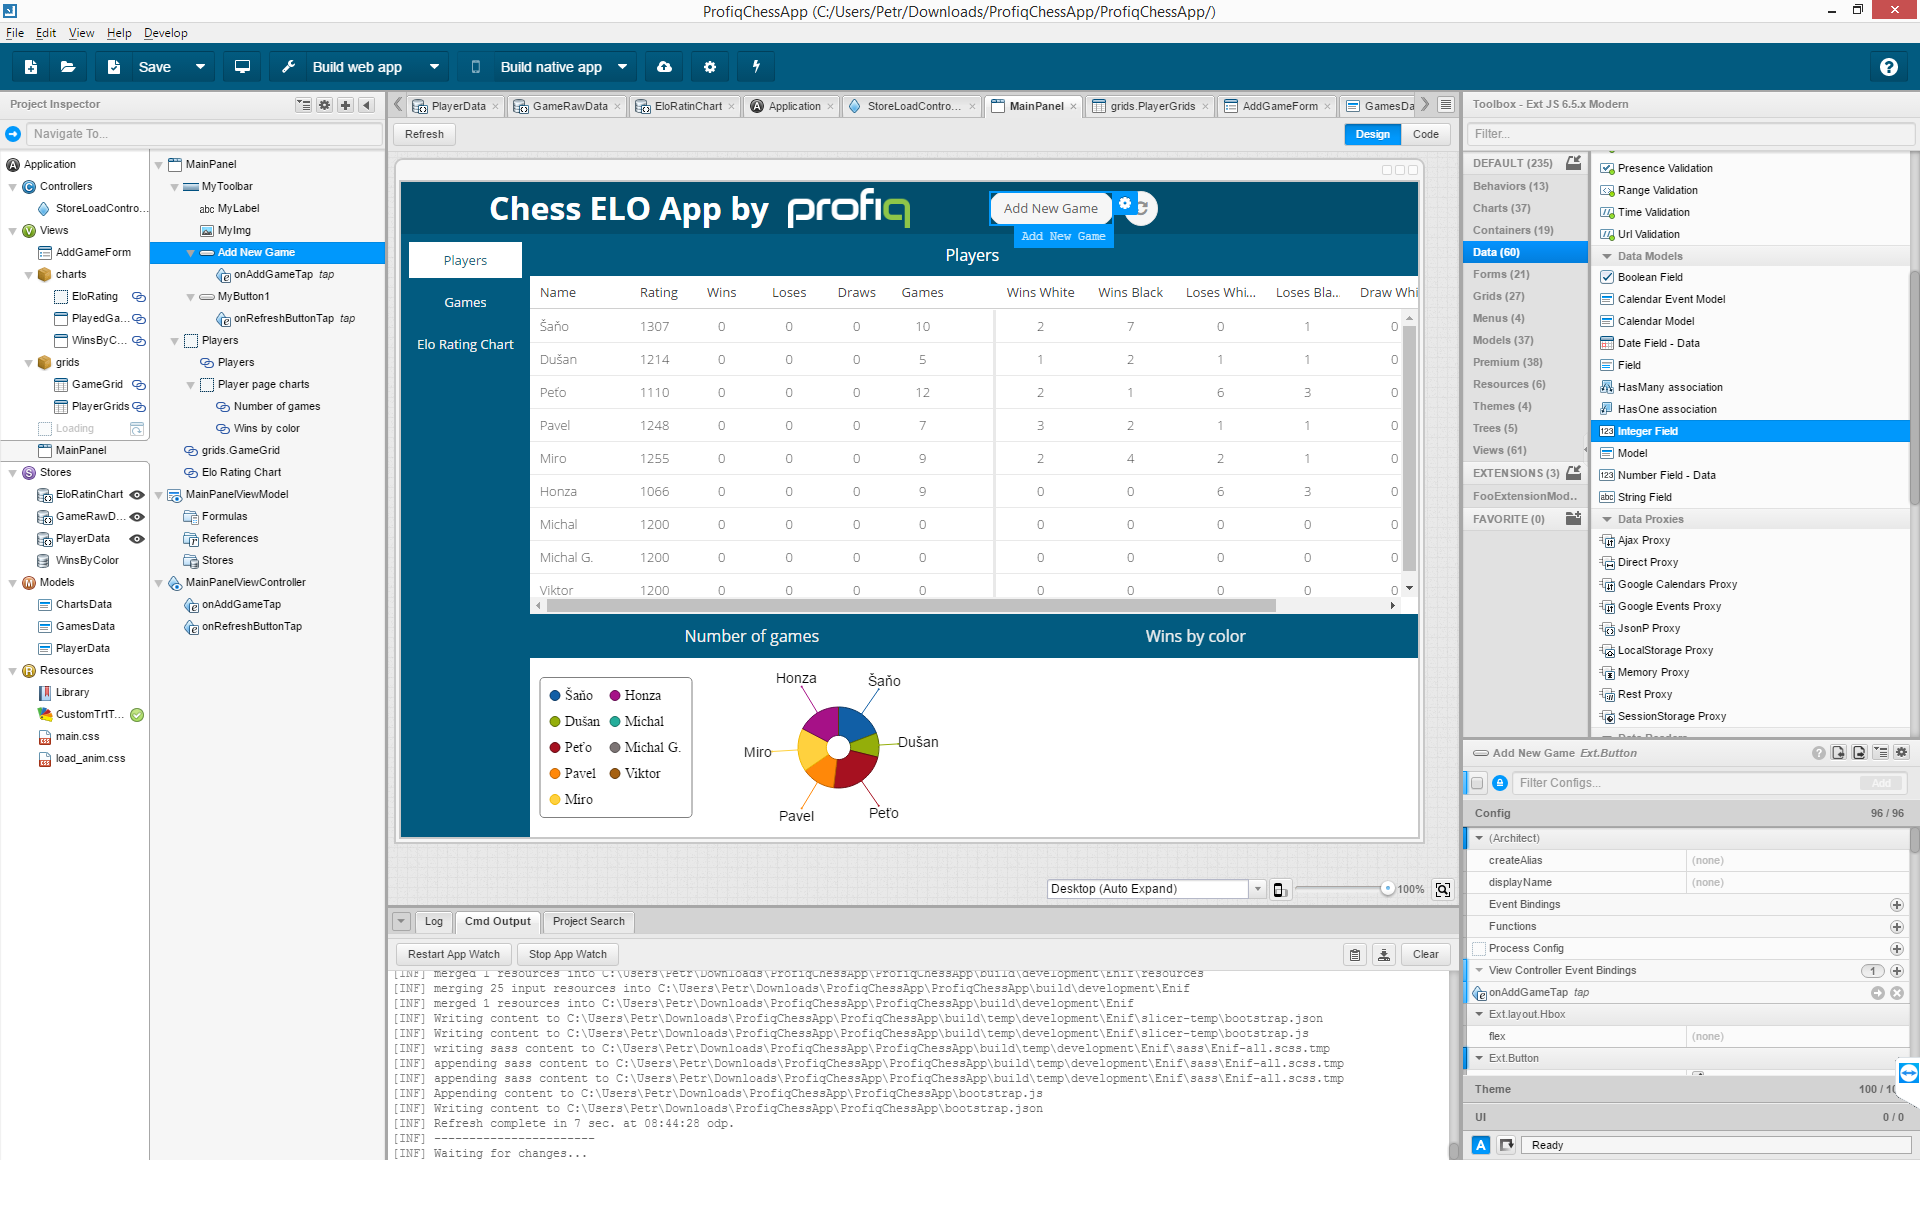 ProfiqChessApp (C:/Users/Petr/Downloads/ProfiqChessApp/ProfiqChessApp/)
File Edit View Help Develop
Save Build web app Build native app
Project Inspector
Navigate To...
Application
Controllers
StoreLoadContro...
Views
AddGameForm
charts
EloRating
PlayedGa...
WinsByC...
grids
GameGrid
PlayerGrids
Loading
MainPanel
Stores
EloRatinChart
GameRawD...
PlayerData
WinsByColor
Models
ChartsData
GamesData
PlayerData
Resources
Library
CustomTrtT...
main.css
load_anim.css
MainPanel
MyToolbar
MyLabel
MyImg
Add New Game
onAddGameTap tap
MyButton1
onRefreshButtonTap tap
Players
Players
Player page charts
Number of games
Wins by color
grids.GameGrid
Elo Rating Chart
MainPanelViewModel
Formulas
References
Stores
MainPanelViewController
onAddGameTap
onRefreshButtonTap
PlayerData GameRawData EloRatinChart Application StoreLoadContro... MainPanel grids.PlayerGrids AddGameForm GamesDa
Refresh Design Code
Chess ELO App by profiq
Add New Game
Add New Game
Players
Games
Elo Rating Chart
Players
Name Rating Wins Loses Draws Games Wins White Wins Black Loses Whi... Loses Bla... Draw Whi
Šaňo 1307 0 0 0 10 2 7 0 1 0
Dušan 1214 0 0 0 5 1 2 1 1 0
Peťo 1110 0 0 0 12 2 1 6 3 0
Pavel 1248 0 0 0 7 3 2 1 1 0
Miro 1255 0 0 0 9 2 4 2 1 0
Honza 1066 0 0 0 9 0 0 6 3 0
Michal 1200 0 0 0 0 0 0 0 0 0
Michal G. 1200 0 0 0 0 0 0 0 0 0
Viktor 1200 0 0 0 0 0 0 0 0 0
Number of games Wins by color
Šaňo Honza
Dušan Michal
Peťo Michal G.
Pavel Viktor
Miro
Honza
Šaňo
Miro
Dušan
Pavel
Peťo
Desktop (Auto Expand) 100%
Log Cmd Output Project Search
Restart App Watch Stop App Watch Clear
[INF] merged 1 resources into C:\Users\Petr\Downloads\ProfiqChessApp\ProfiqChessApp\build\development\Enif\resources
[INF] merging 25 input resources into C:\Users\Petr\Downloads\ProfiqChessApp\ProfiqChessApp\build\development\Enif
[INF] merged 1 resources into C:\Users\Petr\Downloads\ProfiqChessApp\ProfiqChessApp\build\development\Enif
[INF] Writing content to C:\Users\Petr\Downloads\ProfiqChessApp\ProfiqChessApp\build\temp\development\Enif\slicer-temp\bootstrap.json
[INF] Writing content to C:\Users\Petr\Downloads\ProfiqChessApp\ProfiqChessApp\build\temp\development\Enif\slicer-temp\bootstrap.js
[INF] writing sass content to C:\Users\Petr\Downloads\ProfiqChessApp\ProfiqChessApp\build\temp\development\Enif\sass\Enif-all.scss.tmp
[INF] appending sass content to C:\Users\Petr\Downloads\ProfiqChessApp\ProfiqChessApp\build\temp\development\Enif\sass\Enif-all.scss.tmp
[INF] appending sass content to C:\Users\Petr\Downloads\ProfiqChessApp\ProfiqChessApp\build\temp\development\Enif\sass\Enif-all.scss.tmp
[INF] Appending content to C:\Users\Petr\Downloads\ProfiqChessApp\ProfiqChessApp\bootstrap.js
[INF] Writing content to C:\Users\Petr\Downloads\ProfiqChessApp\ProfiqChessApp\bootstrap.json
[INF] Refresh complete in 7 sec. at 08:44:28 odp.
[INF] -----------------------
[INF] Waiting for changes...
Toolbox - Ext JS 6.5.x Modern
Filter...
DEFAULT (235)
Behaviors (13)
Charts (37)
Containers (19)
Data (60)
Forms (21)
Grids (27)
Menus (4)
Models (37)
Premium (38)
Resources (6)
Themes (4)
Trees (5)
Views (61)
EXTENSIONS (3)
FooExtensionMod..
FAVORITE (0)
Presence Validation
Range Validation
Time Validation
Url Validation
Data Models
Boolean Field
Calendar Event Model
Calendar Model
Date Field - Data
Field
HasMany association
HasOne association
Integer Field
Model
Number Field - Data
String Field
Data Proxies
Ajax Proxy
Direct Proxy
Google Calendars Proxy
Google Events Proxy
JsonP Proxy
LocalStorage Proxy
Memory Proxy
Rest Proxy
SessionStorage Proxy
Data Readers
Add New Game Ext.Button
Filter Configs... Add
Config 96 / 96
(Architect)
createAlias (none)
displayName (none)
Event Bindings
Functions
Process Config
View Controller Event Bindings 1
onAddGameTap tap
Ext.layout.Hbox
flex (none)
Ext.Button
Theme 100 / 10
UI 0 / 0
Ready